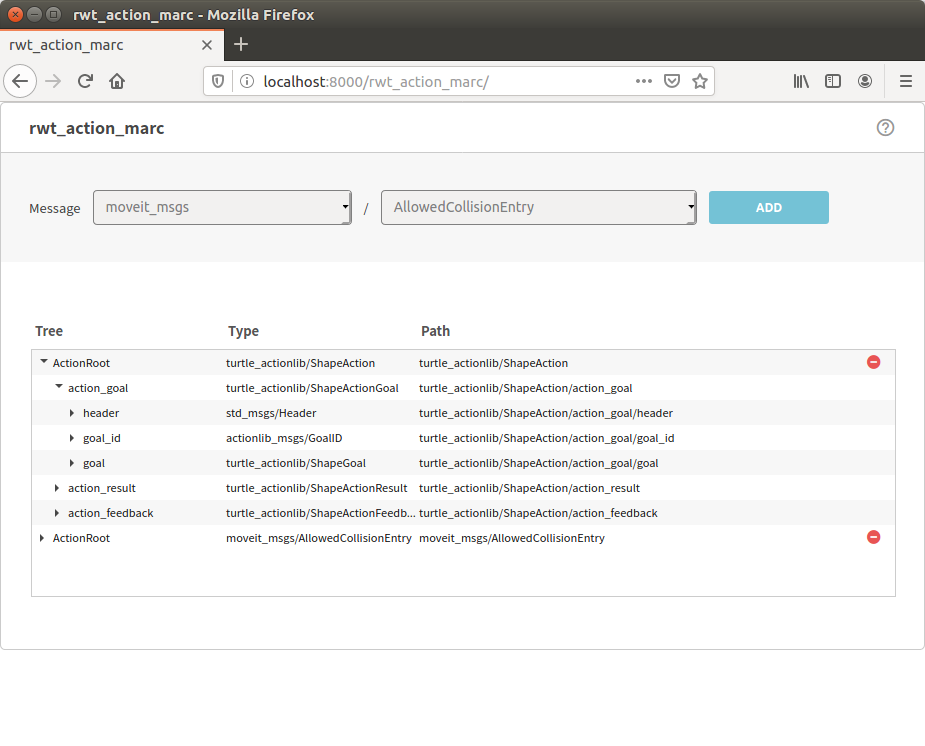 rwt_action_marc - Mozilla Firefox
rwt_action_marc
localhost:8000/rwt_action_marc/
rwt_action_marc
Message moveit_msgs / AllowedCollisionEntry ADD
Tree Type Path
ActionRoot turtle_actionlib/ShapeAction turtle_actionlib/ShapeAction
action_goal turtle_actionlib/ShapeActionGoal turtle_actionlib/ShapeAction/action_goal
header std_msgs/Header turtle_actionlib/ShapeAction/action_goal/header
goal_id actionlib_msgs/GoalID turtle_actionlib/ShapeAction/action_goal/goal_id
goal turtle_actionlib/ShapeGoal turtle_actionlib/ShapeAction/action_goal/goal
action_result turtle_actionlib/ShapeActionResult turtle_actionlib/ShapeAction/action_result
action_feedback turtle_actionlib/ShapeActionFeedb... turtle_actionlib/ShapeAction/action_feedback
ActionRoot moveit_msgs/AllowedCollisionEntry moveit_msgs/AllowedCollisionEntry